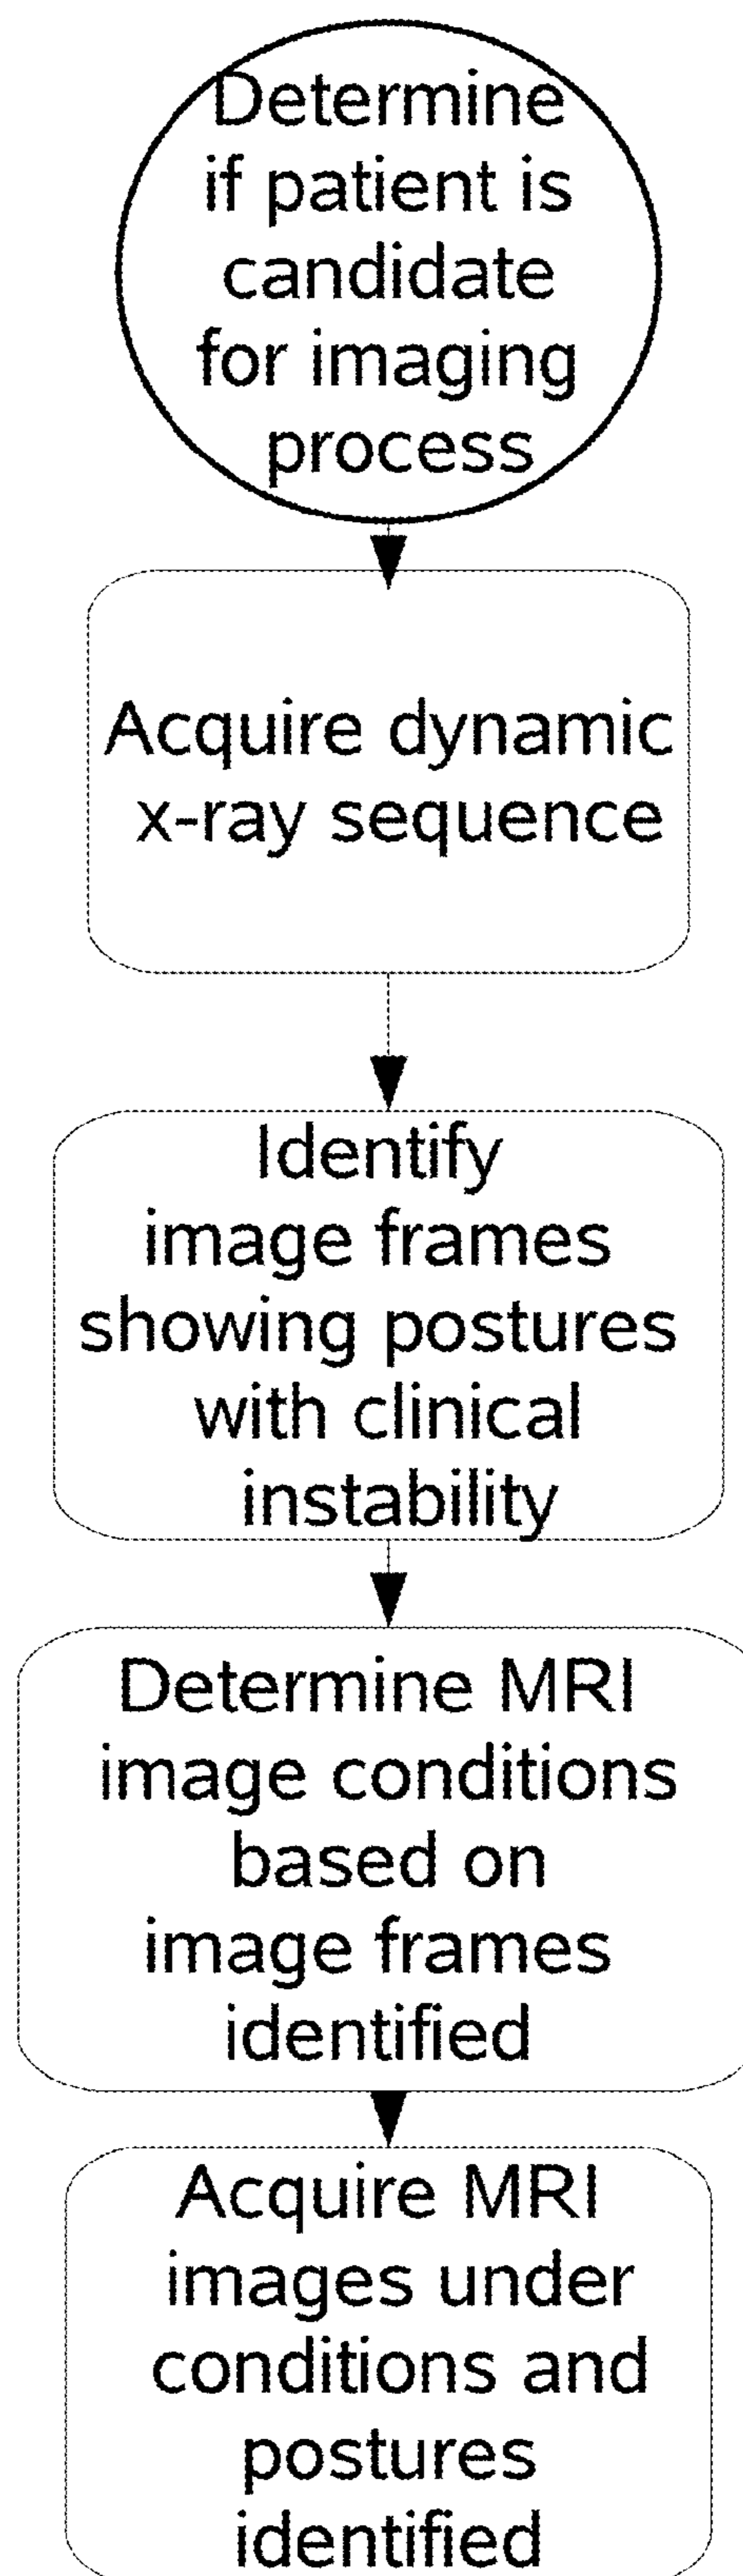 Determine
if patient is
candidate
for imaging
process
Acquire dynamic
x-ray sequence
Identify
image frames
showing postures
with clinical
instability
Determine MRI
image conditions
based on
image frames
identified
Acquire MRI
images under
conditions and
postures
identified